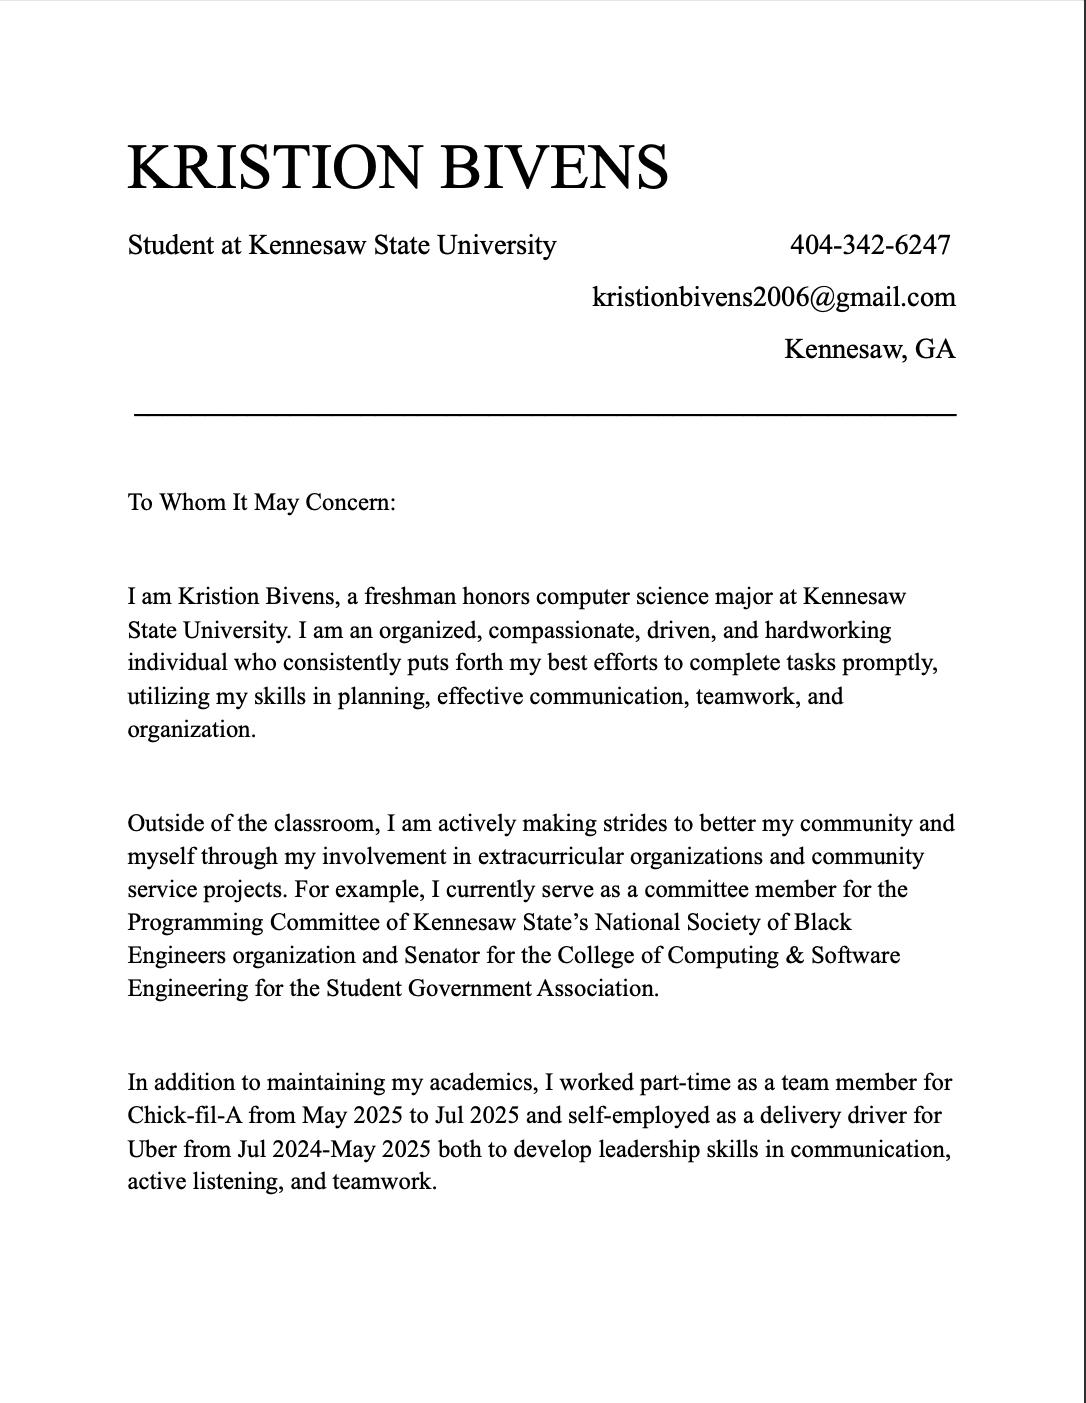 KRISTION BIVENS
Student at Kennesaw State University 404-342-6247
kristionbivens2006@gmail.com
Kennesaw, GA
To Whom It May Concern:
I am Kristion Bivens, a freshman honors computer science major at Kennesaw
State University. I am an organized, compassionate, driven, and hardworking
individual who consistently puts forth my best efforts to complete tasks promptly,
utilizing my skills in planning, effective communication, teamwork, and
organization.
Outside of the classroom, I am actively making strides to better my community and
myself through my involvement in extracurricular organizations and community
service projects. For example, I currently serve as a committee member for the
Programming Committee of Kennesaw State’s National Society of Black
Engineers organization and Senator for the College of Computing & Software
Engineering for the Student Government Association.
In addition to maintaining my academics, I worked part-time as a team member for
Chick-fil-A from May 2025 to Jul 2025 and self-employed as a delivery driver for
Uber from Jul 2024-May 2025 both to develop leadership skills in communication,
active listening, and teamwork.